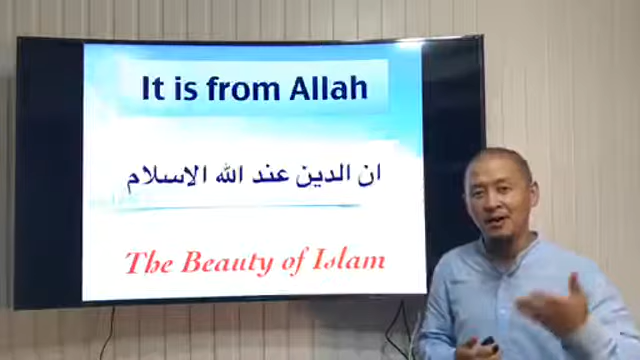 It is from Allah
ان الدين عند الله الاسلام
The Beauty of Islam